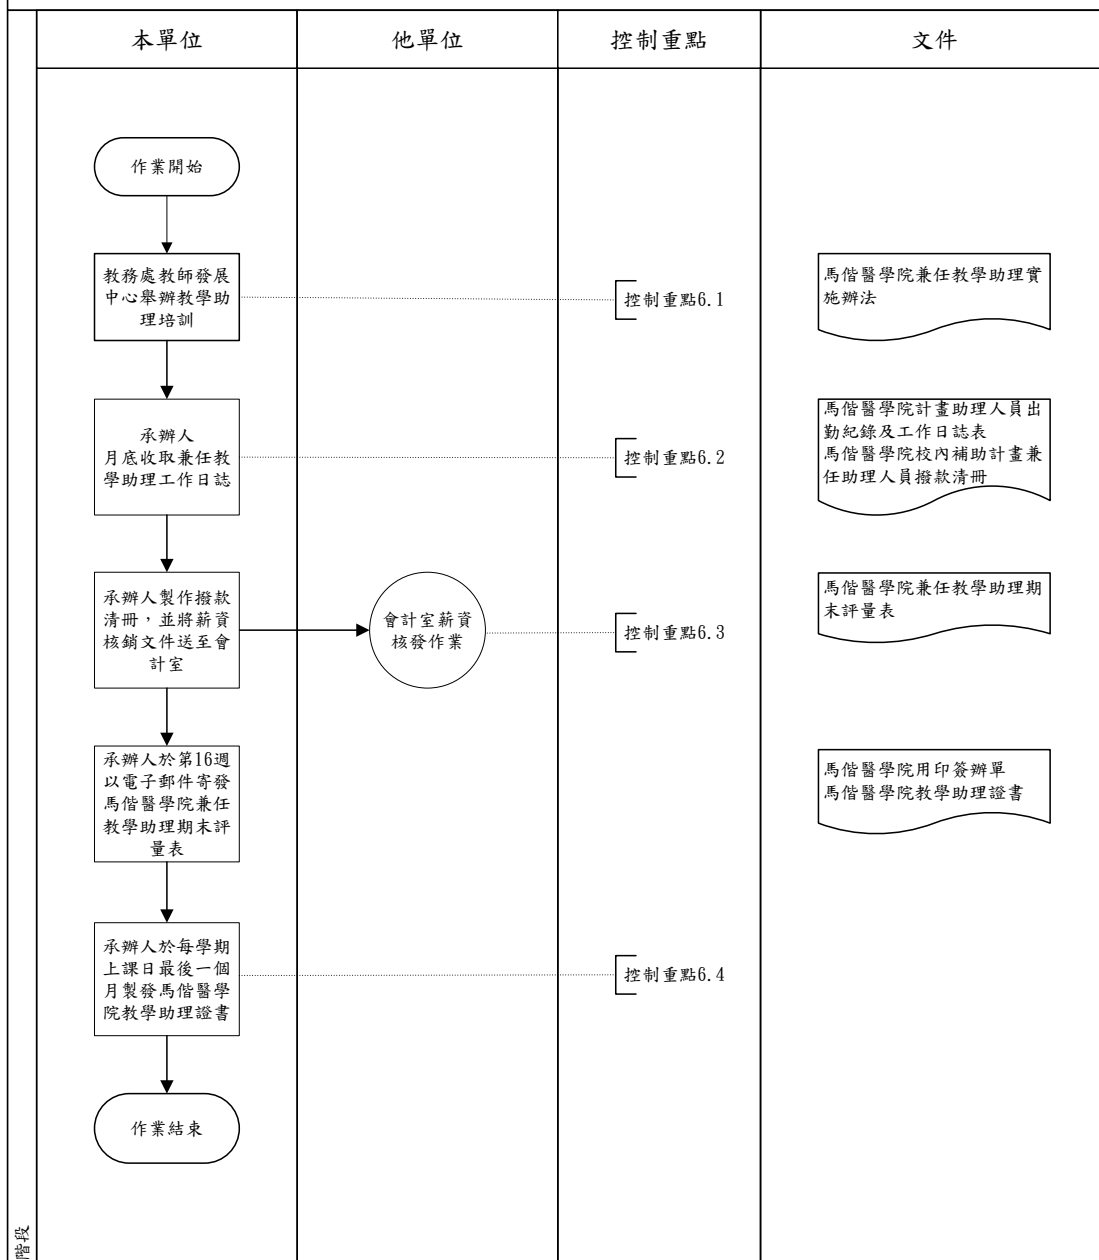 本單位
他單位
控制重點
文件
作業開始
教務處教師發展
中心舉辦教學助
理培訓
控制重點6.1
馬偕醫學院兼任教學助理實
施辦法
承辦人
月底收取兼任教
學助理工作日誌
控制重點6.2
馬偕醫學院計畫助理人員出
勤紀錄及工作日誌表
馬偕醫學院校內補助計畫兼
任助理人員撥款清冊
承辦人製作撥款
清冊，並將薪資
核銷文件送至會
計室
會計室薪資
核發作業
控制重點6.3
馬偕醫學院兼任教學助理期
末評量表
承辦人於第16週
以電子郵件寄發
馬偕醫學院兼任
教學助理期末評
量表
馬偕醫學院用印簽辦單
馬偕醫學院教學助理證書
承辦人於每學期
上課日最後一個
月製發馬偕醫學
院教學助理證書
控制重點6.4
作業結束
階段